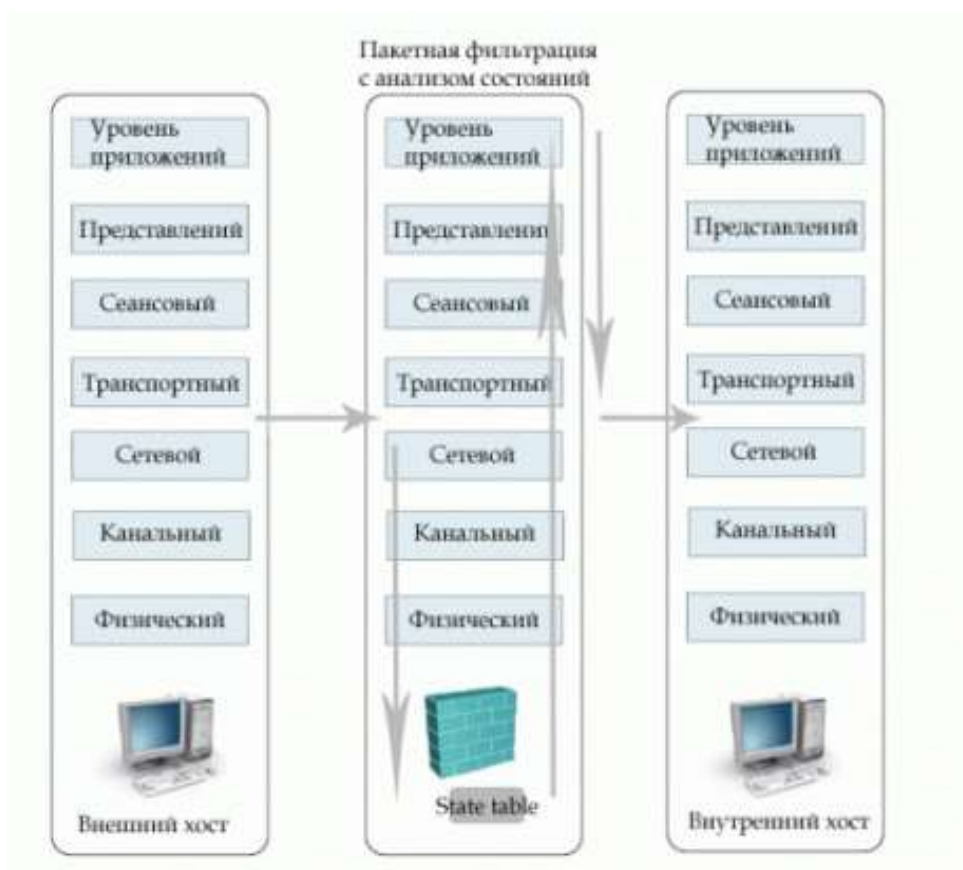 Пакетная фильтрация
с анализом состояний
Уровень
приложений
Представлений
Сеансовый
Транспортный
Сетевой
Канальный
Физический
Внешний хост
Уровень
приложений
Представлений
Сеансовый
Транспортный
Сетевой
Канальный
Физический
State table
Уровень
приложений
Представлений
Сеансовый
Транспортный
Сетевой
Канальный
Физический
Внутренний хост